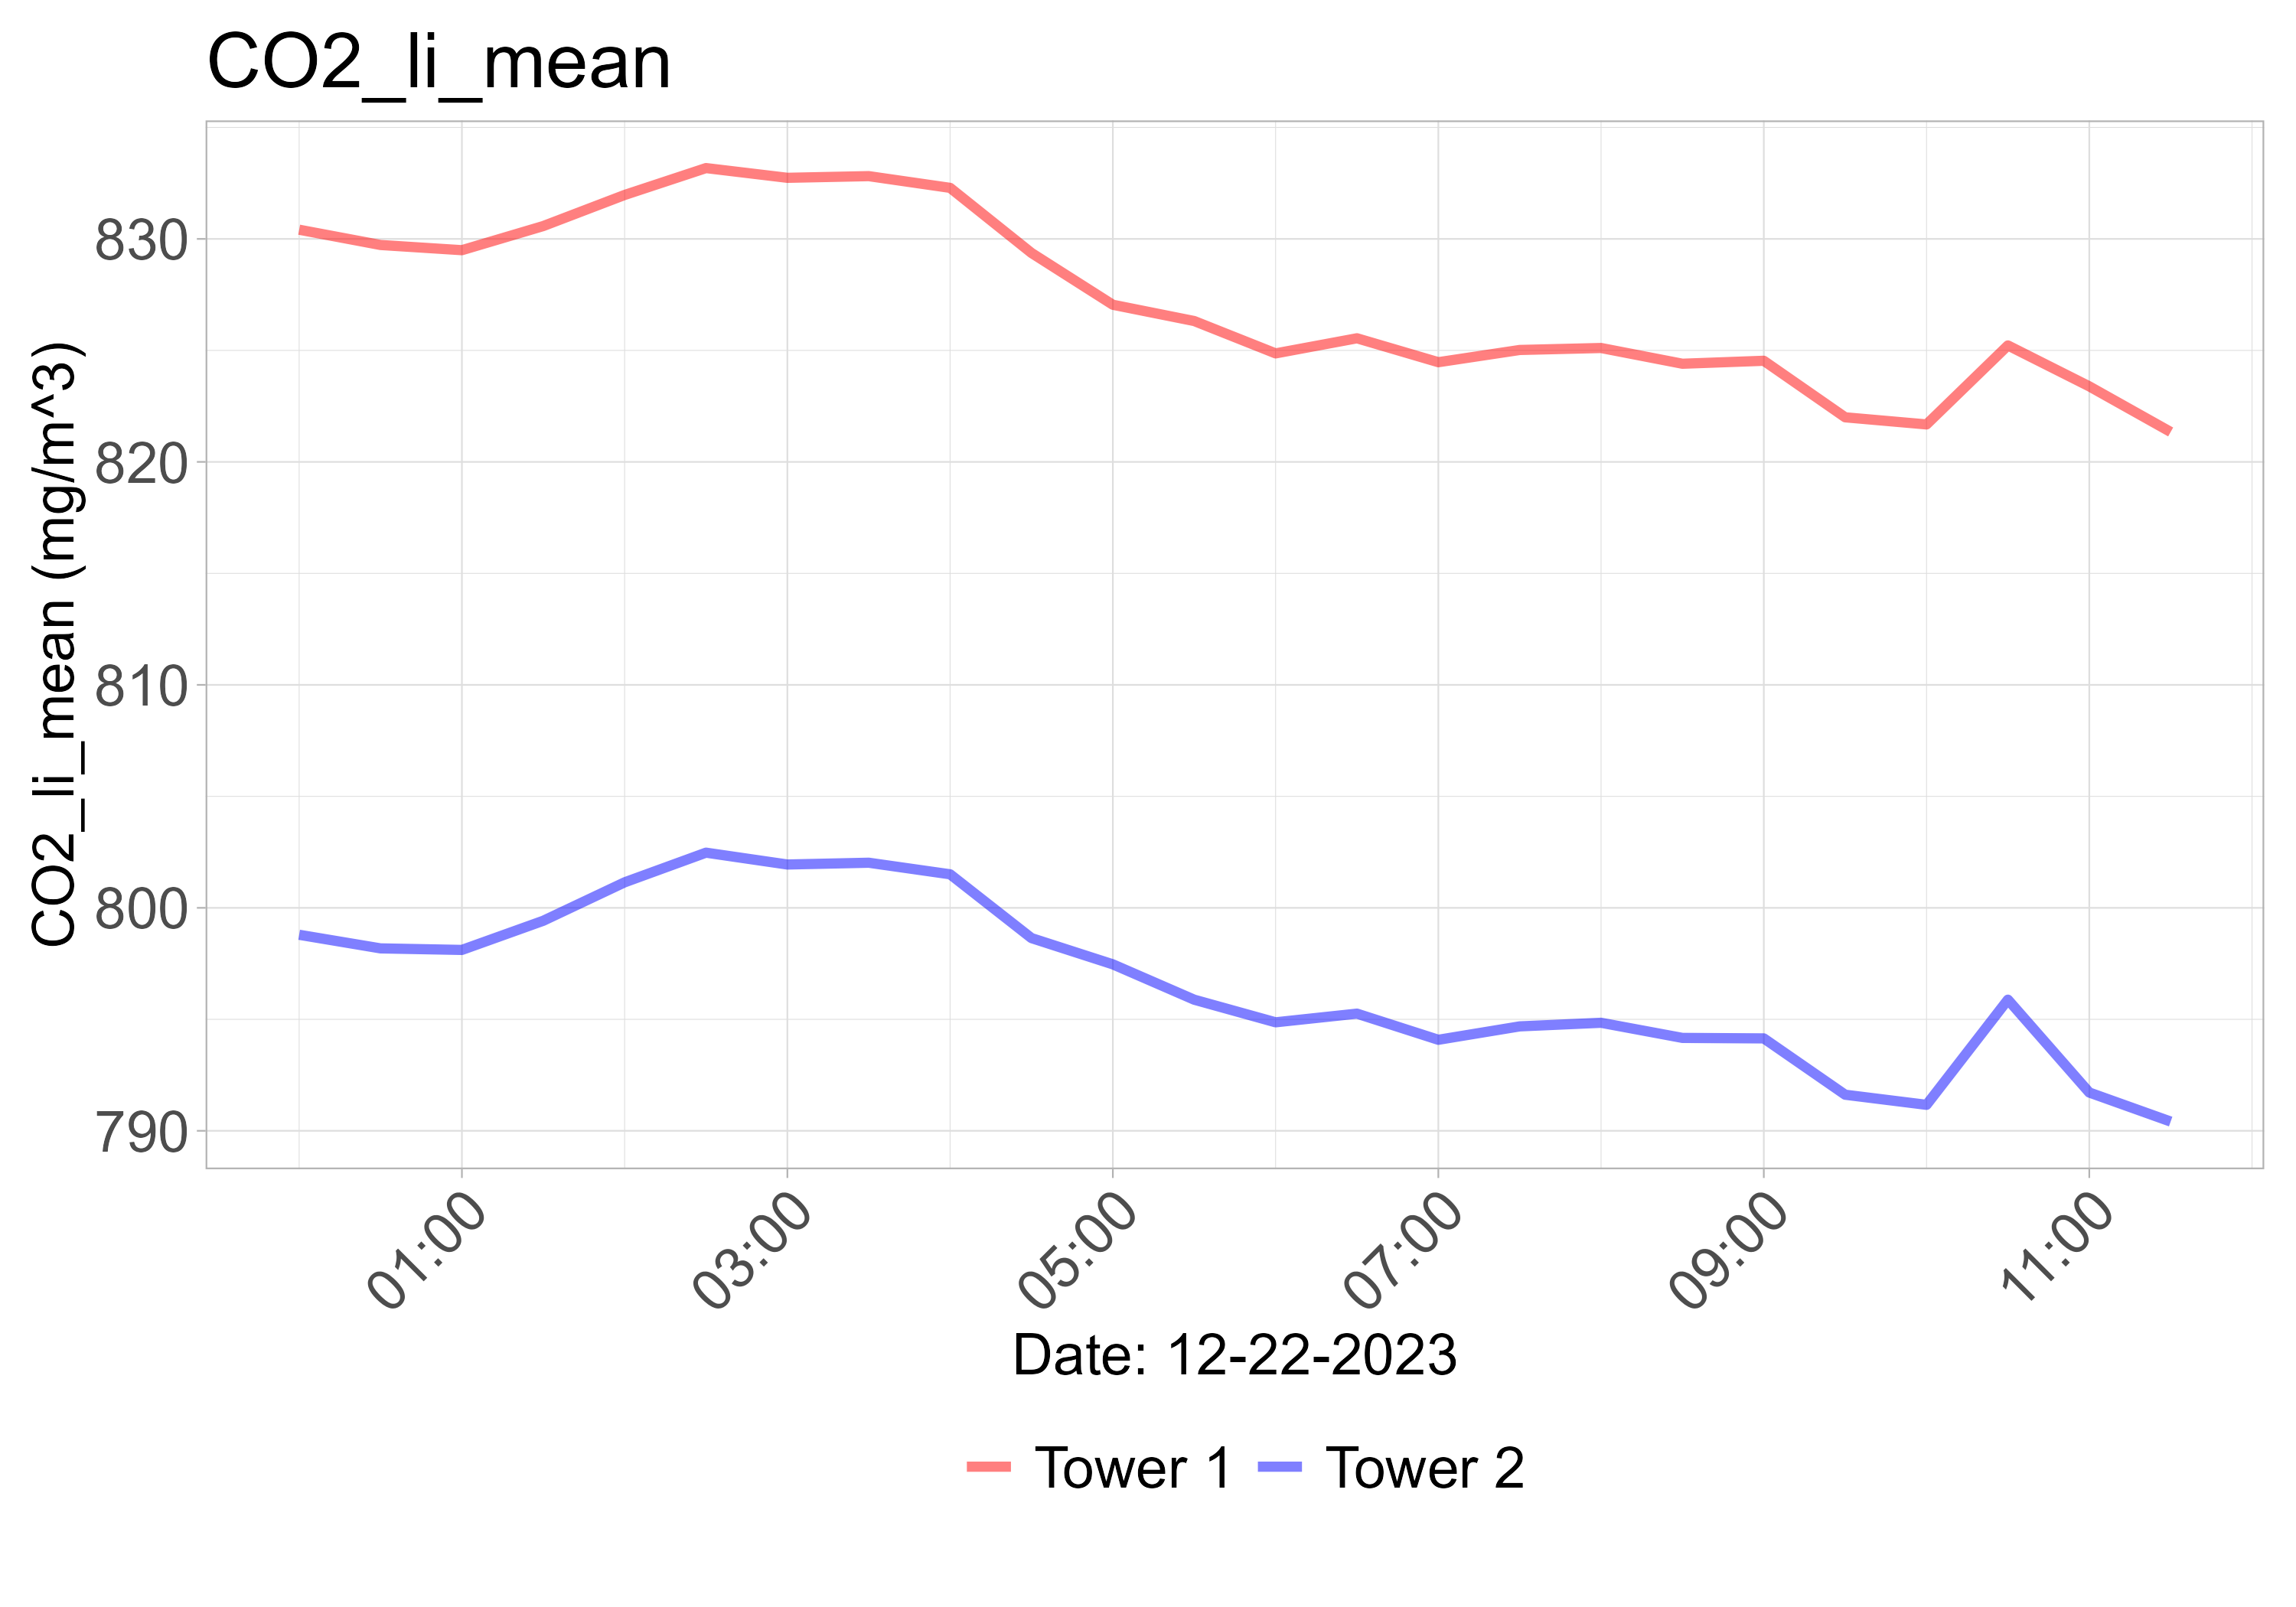 CO2_li_mean
CO2_li_mean (mg/m^3)
830
820
810
800
790
01:00
03:00
05:00
07:00
09:00
11:00
Date: 12-22-2023
Tower 1
Tower 2